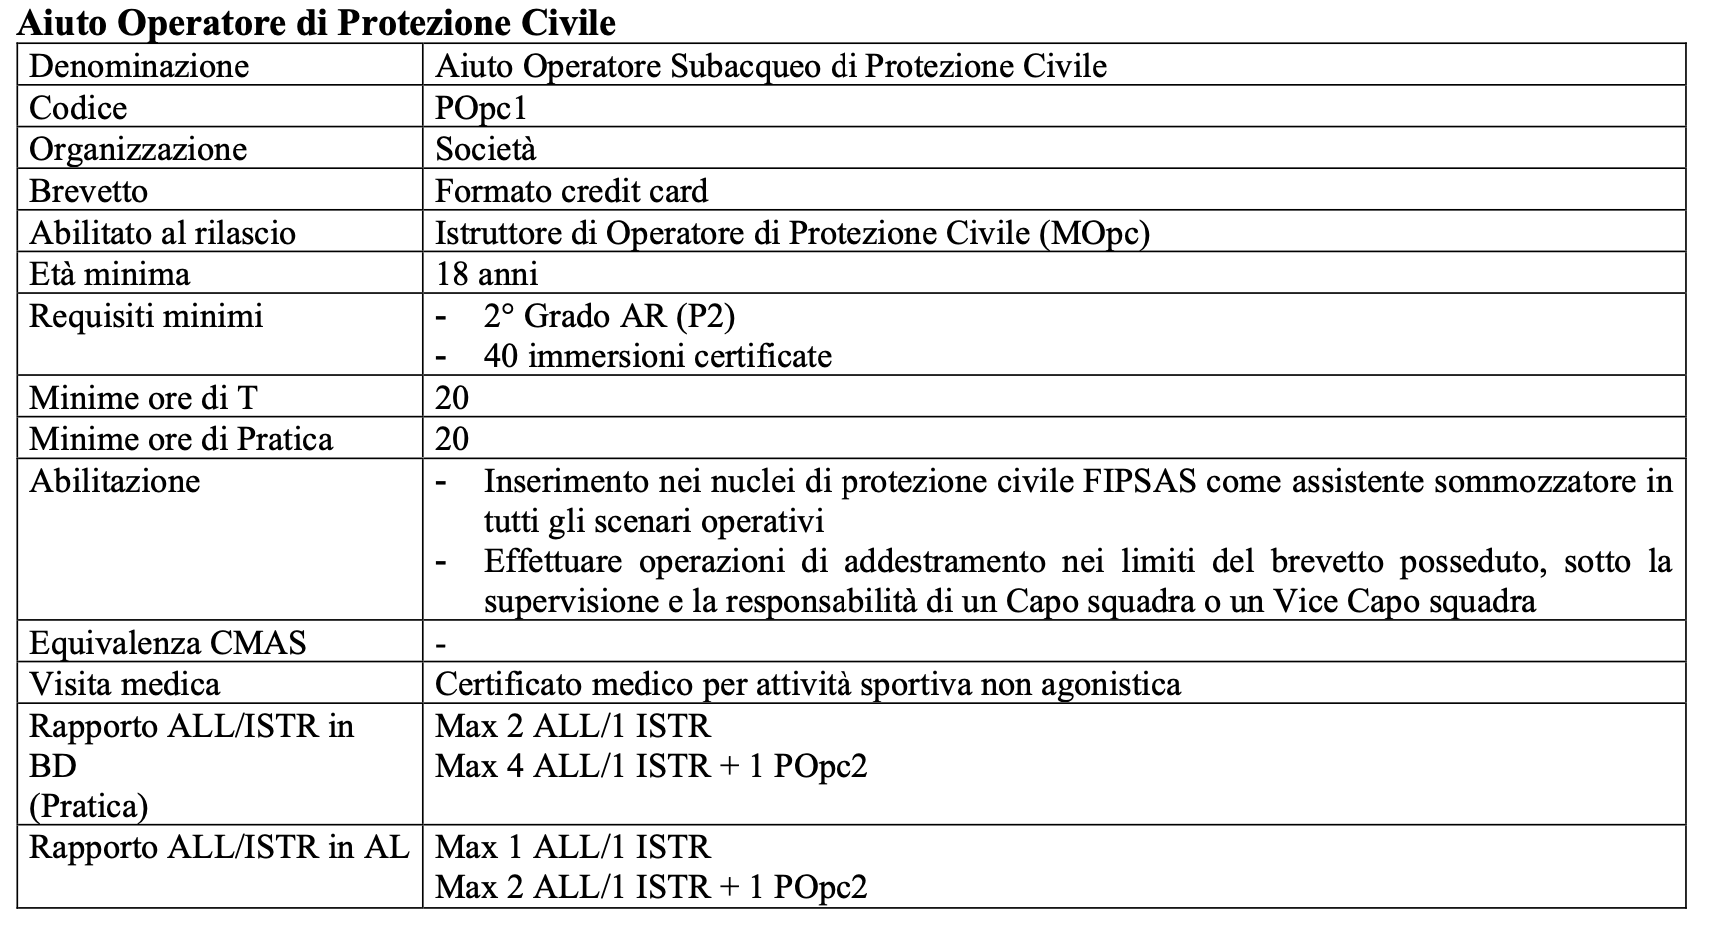 Aiuto Operatore di Protezione Civile
Denominazione Aiuto Operatore Subacqueo di Protezione Civile
Codice POpc1
Organizzazione Società
Brevetto Formato credit card
Abilitato al rilascio Istruttore di Operatore di Protezione Civile (MOpc)
Età minima 18 anni
Requisiti minimi - 2° Grado AR (P2)
- 40 immersioni certificate
Minime ore di T 20
Minime ore di Pratica 20
Abilitazione - Inserimento nei nuclei di protezione civile FIPSAS come assistente sommozzatore in
tutti gli scenari operativi
- Effettuare operazioni di addestramento nei limiti del brevetto posseduto, sotto la
supervisione e la responsabilità di un Capo squadra o un Vice Capo squadra
Equivalenza CMAS -
Visita medica Certificato medico per attività sportiva non agonistica
Rapporto ALL/ISTR in Max 2 ALL/1 ISTR
BD Max 4 ALL/1 ISTR + 1 POpc2
(Pratica)
Rapporto ALL/ISTR in AL Max 1 ALL/1 ISTR
Max 2 ALL/1 ISTR + 1 POpc2